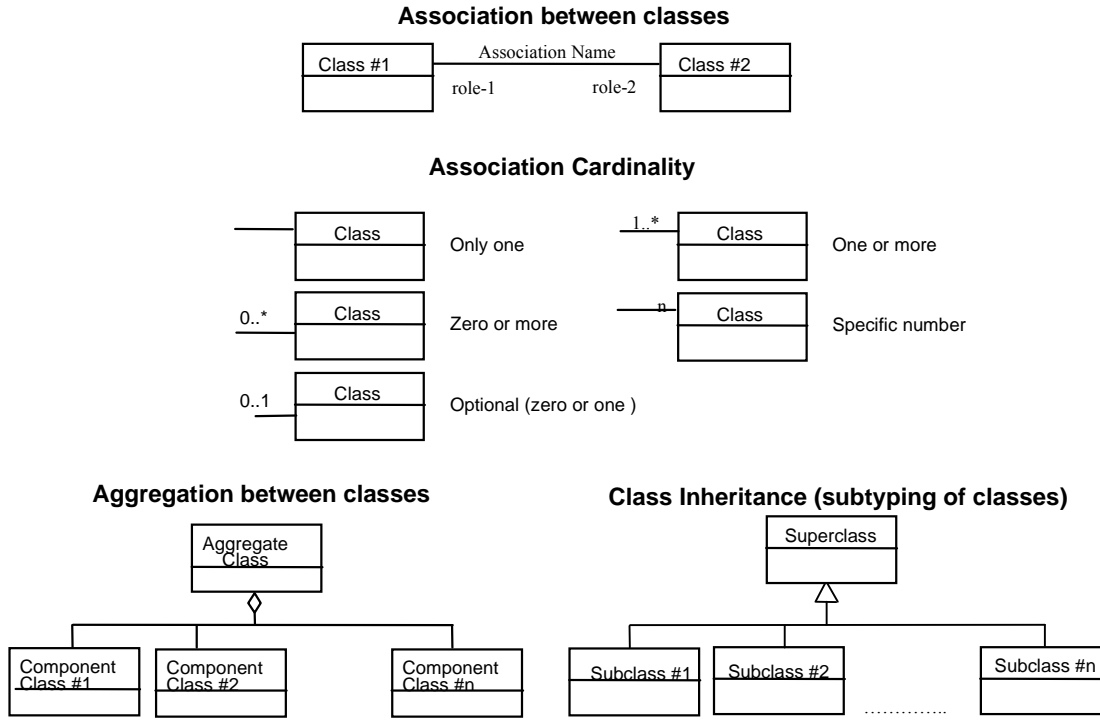 Association between classes
Class #1
Association Name
Class #2
role-1
role-2
Association Cardinality
Class
Only one
1..*
Class
One or more
0..*
Class
Zero or more
n
Class
Specific number
0..1
Class
Optional (zero or one )
Aggregation between classes
Aggregate
Class
Component
Class #1
Component
Class #2
Component
Class #n
Class Inheritance (subtyping of classes)
Superclass
Subclass #1
Subclass #2
Subclass #n
..............